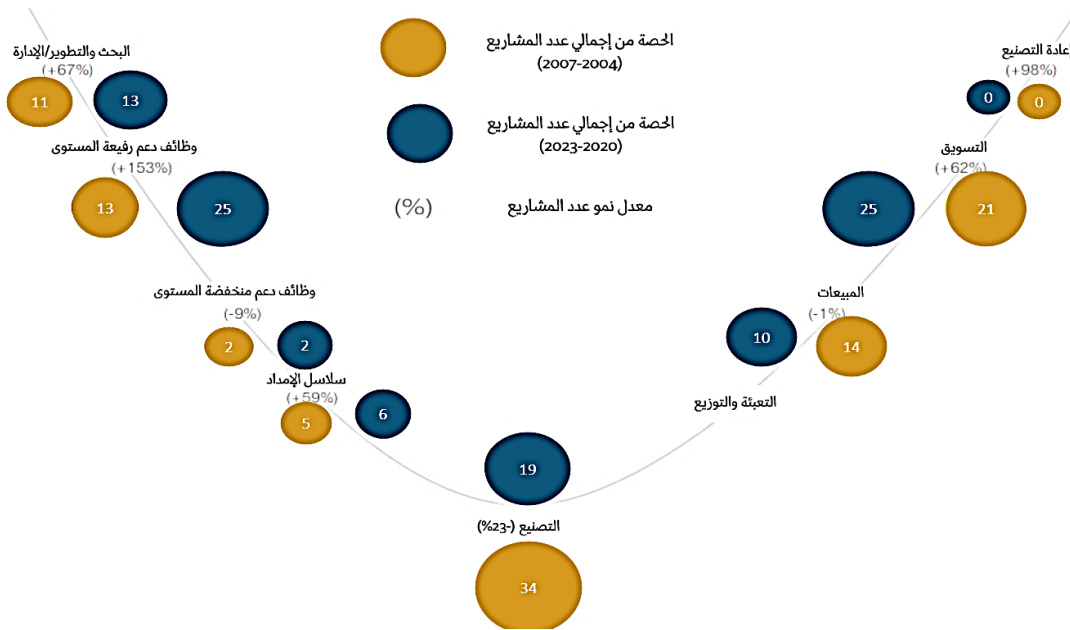 الحصة من إجمالي عدد المشاريع
(2007-2004)
الحصة من إجمالي عدد المشاريع
(2023-2020)
معدل نمو عدد المشاريع
(%)
إعادة التصنيع
(+98%)
0
0
التسويق
(+62%)
21
25
المبيعات
(-1%)
14
10
التعبئة والتوزيع
البحث والتطوير/الإدارة
(+67%)
13
11
وظائف دعم رفيعة المستوى
(+153%)
25
13
وظائف دعم منخفضة المستوى
(-9%)
2
2
سلاسل الإمداد
(+59%)
6
5
19
التصنيع (-23%)
34